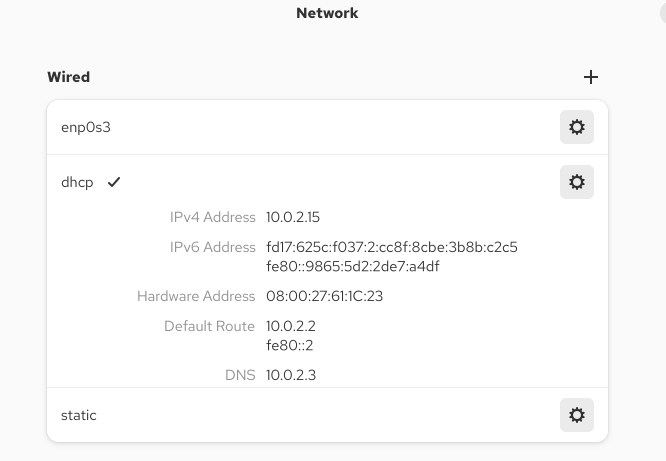 Network
Wired
enp0s3
dhcp
IPv4 Address 10.0.2.15
IPv6 Address fd17:625c:f037:2:cc8f:8cbe:3b8b:c2c5
fe80::9865:5d2:2de7:a4df
Hardware Address 08:00:27:61:1C:23
Default Route 10.0.2.2
fe80::2
DNS 10.0.2.3
static